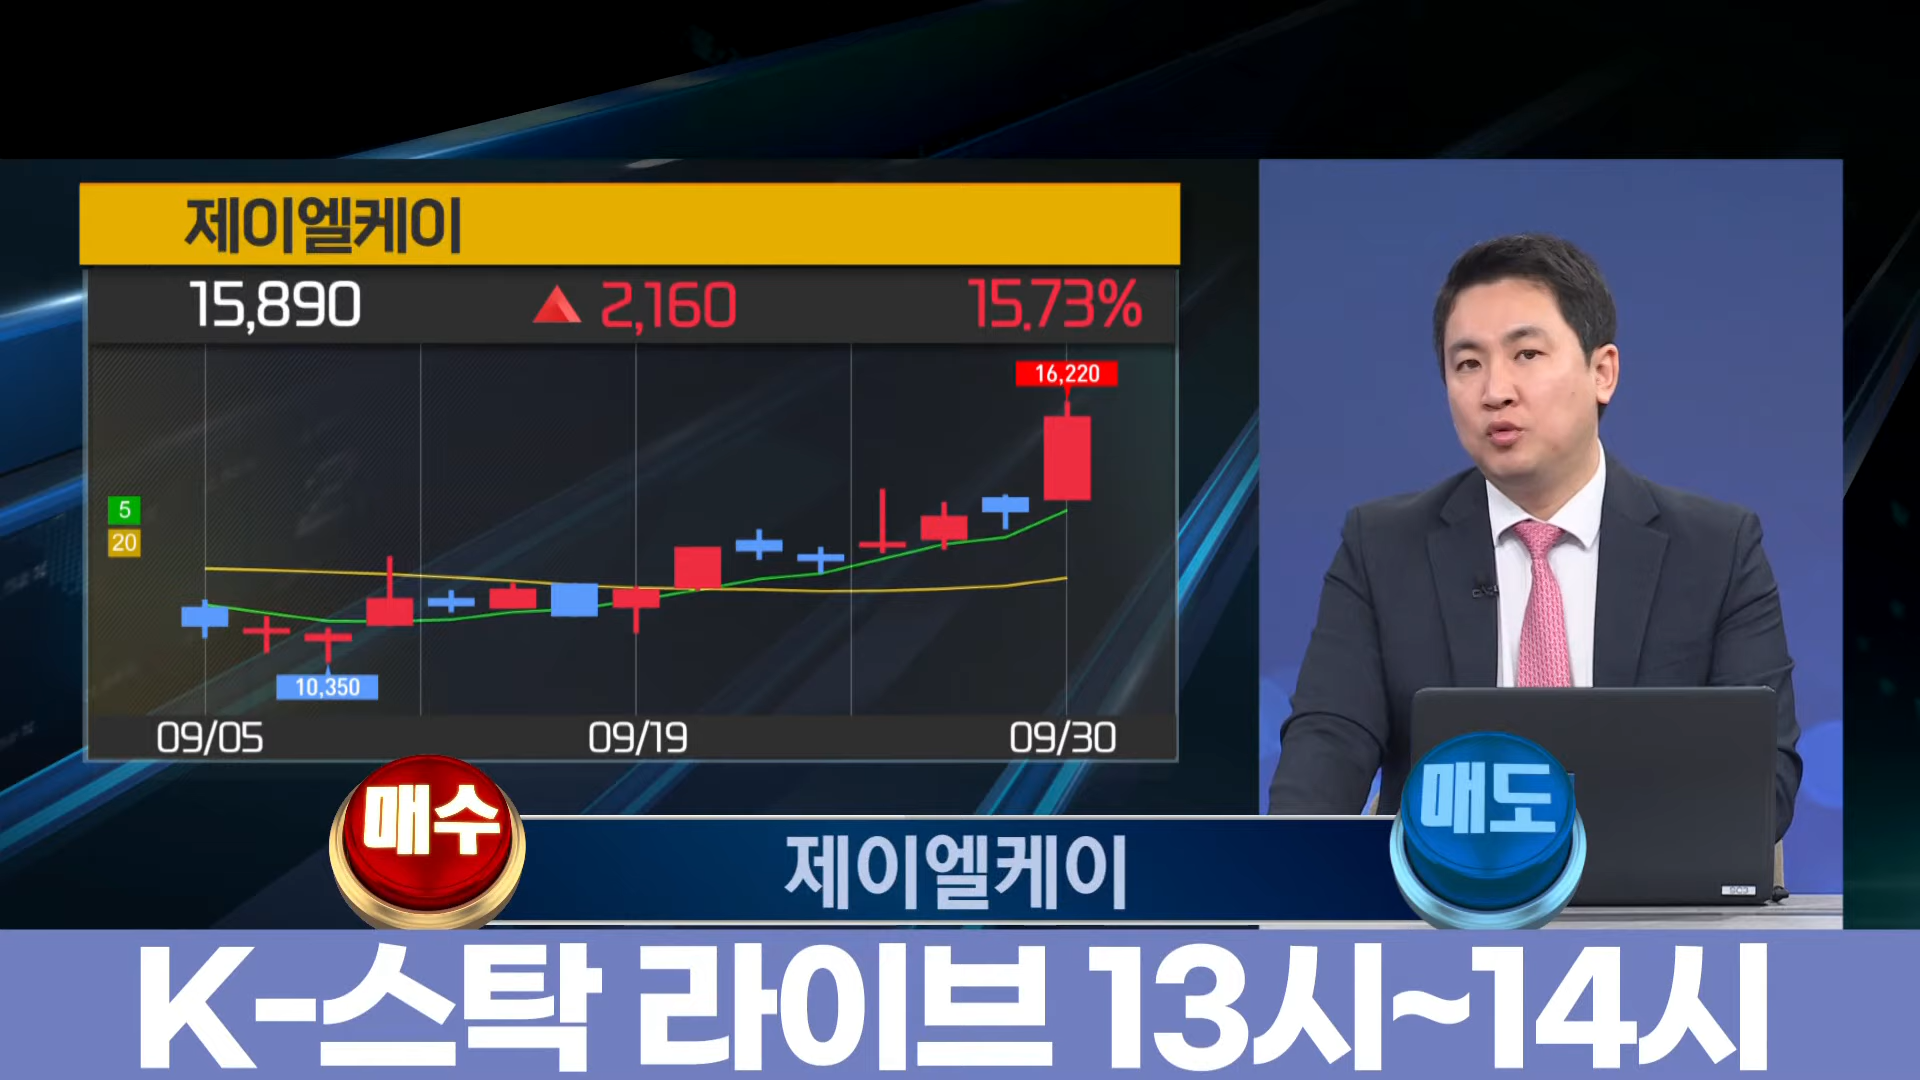 제이엘케이
15,890 ▲ 2,160 15.73%
16,220
5
20
10,350
09/05 09/19 09/30
매수
제이엘케이
매도
K-스탁 라이브 13시~14시